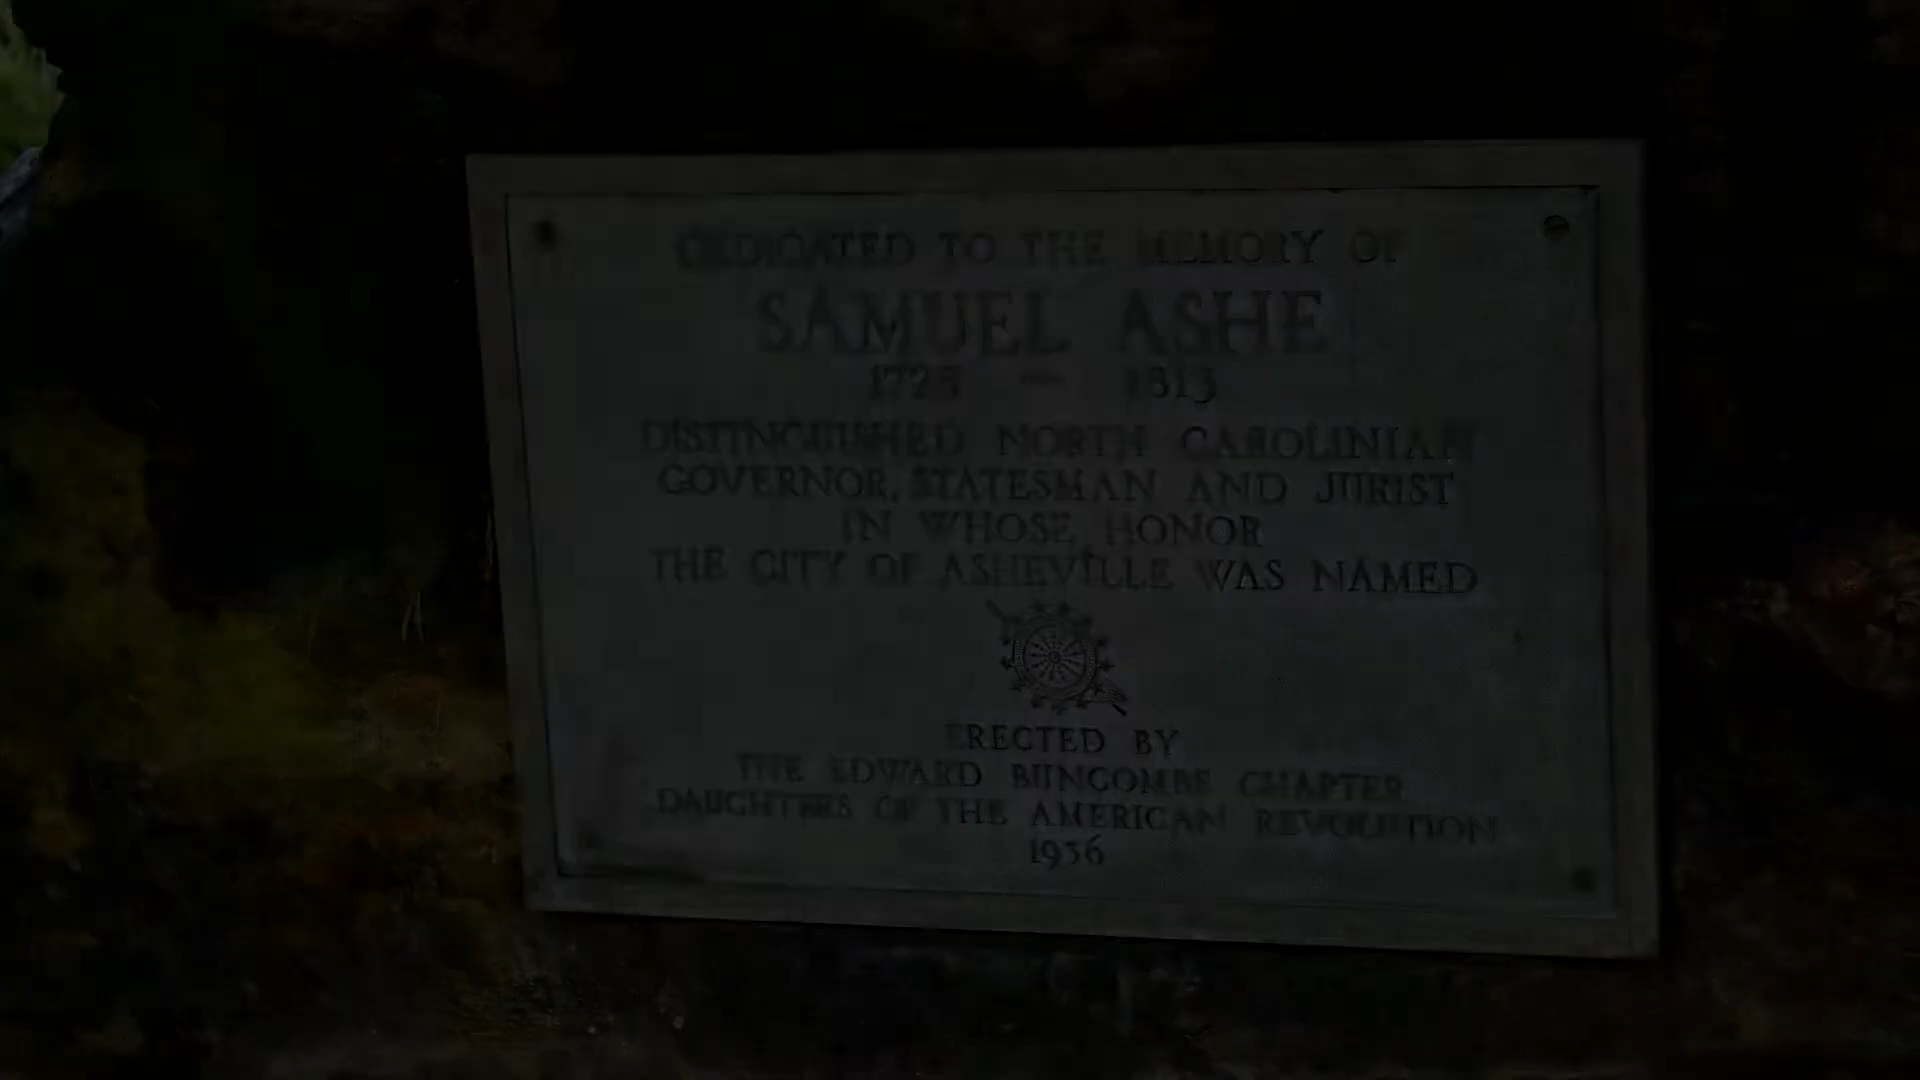 DEDICATED TO THE MEMORY OF
SAMUEL ASHE
1725 — 1813
DISTINGUISHED NORTH CAROLINIAN
GOVERNOR, STATESMAN AND JURIST
IN WHOSE HONOR
THE CITY OF ASHEVILLE WAS NAMED
ERECTED BY
THE EDWARD BUNCOMBE CHAPTER
DAUGHTERS OF THE AMERICAN REVOLUTION
1936